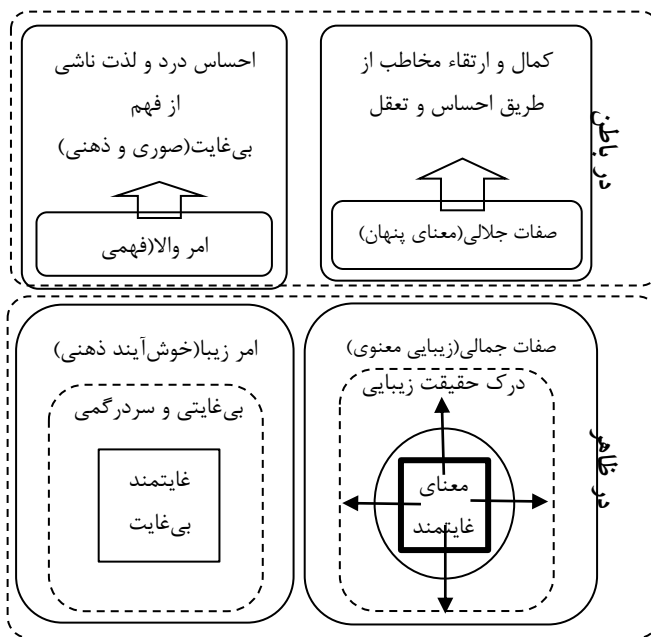 در باطن
کمال و ارتقاء مخاطب از
طریق احساس و تعقل
صفات جلالی(معنای پنهان)
احساس درد و لذت ناشی
از فهم
بی‌غایت(صوری و ذهنی)
امر والا(فهمی
در ظاهر
صفات جمالی(زیبایی معنوی)
درک حقیقت زیبایی
معنای
غایتمند
امر زیبا(خوش‌آیند ذهنی)
بی‌غایتی و سردرگمی
غایتمند
بی‌غایت